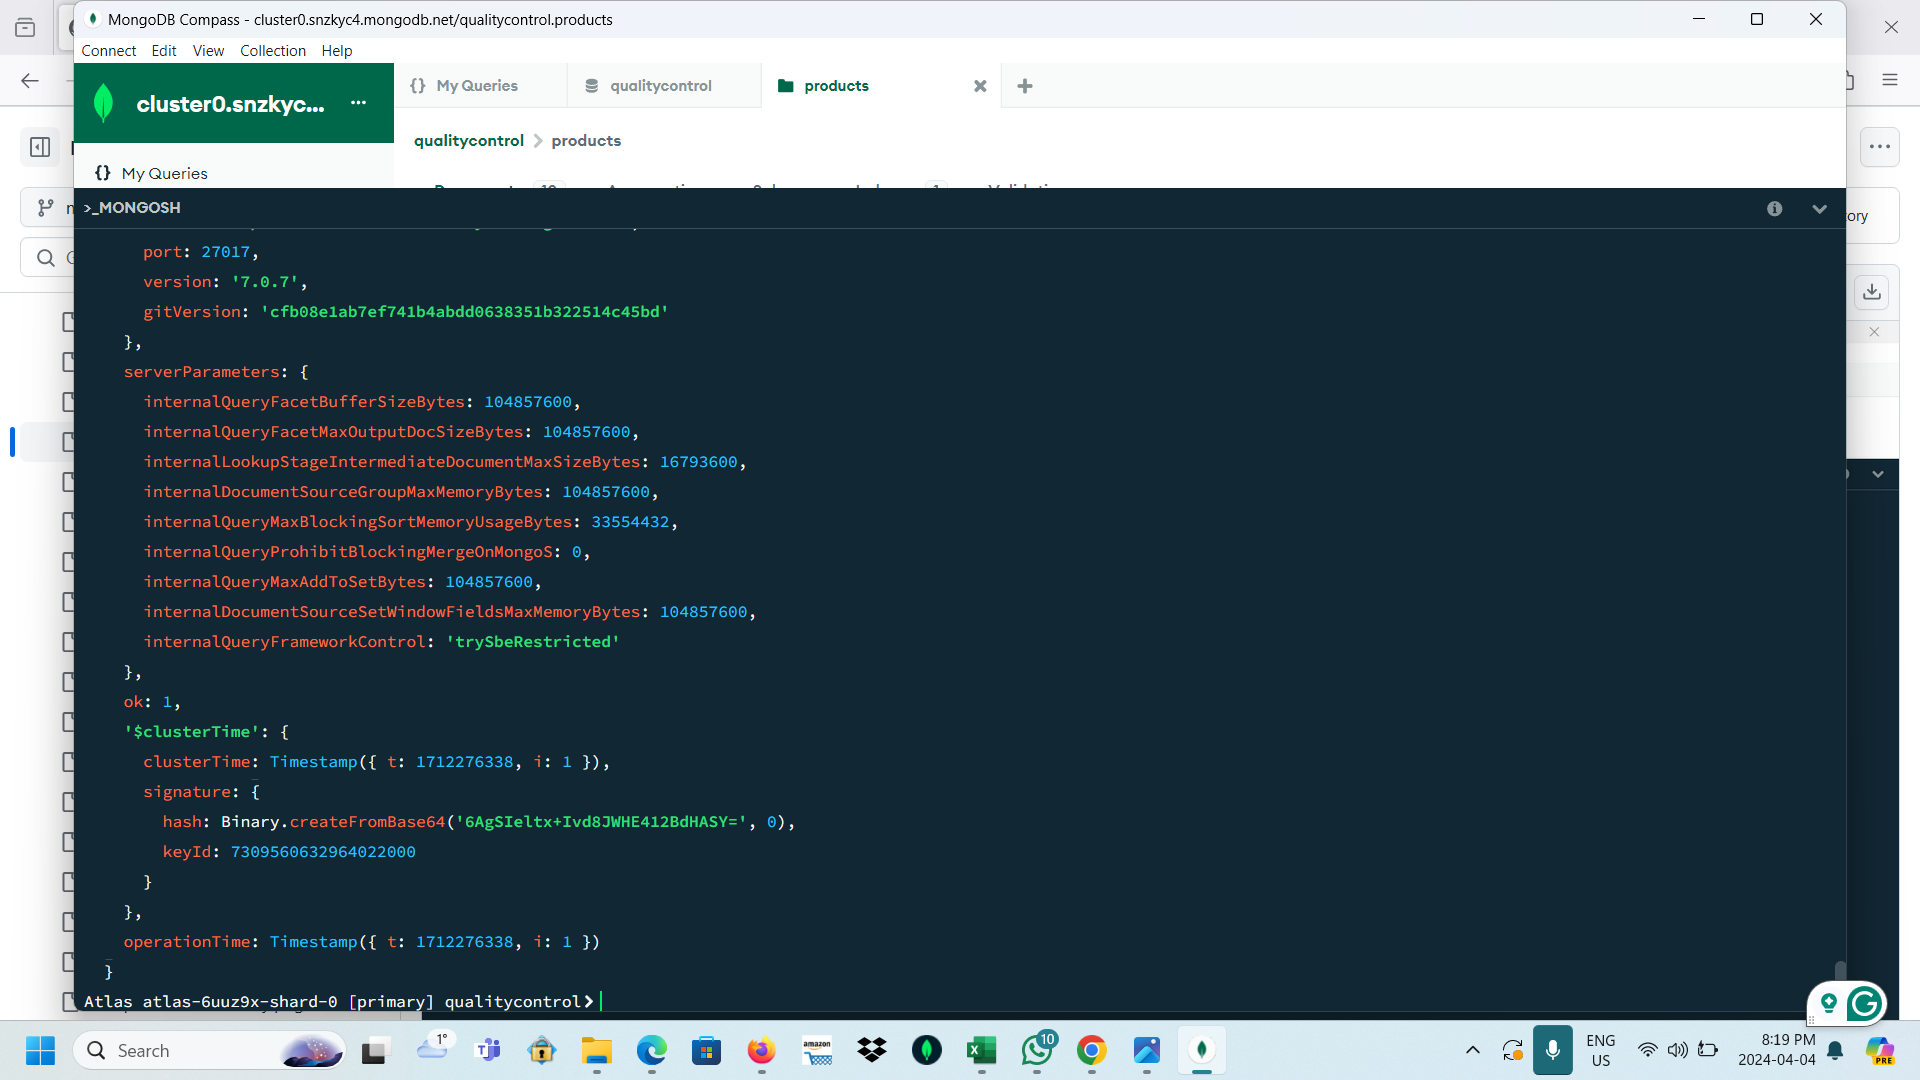 MongoDB Compass - cluster0.snzkyc4.mongodb.net/qualitycontrol.products
Connect Edit View Collection Help
cluster0.snzkyc... ...
{} My Queries
qualitycontrol
products
qualitycontrol > products
{} My Queries
>_MONGOSH
ory
port: 27017,
version: '7.0.7',
gitVersion: 'cfb08e1ab7ef741b4abdd0638351b322514c45bd'
},
serverParameters: {
internalQueryFacetBufferSizeBytes: 104857600,
internalQueryFacetMaxOutputDocSizeBytes: 104857600,
internalLookupStageIntermediateDocumentMaxSizeBytes: 16793600,
internalDocumentSourceGroupMaxMemoryBytes: 104857600,
internalQueryMaxBlockingSortMemoryUsageBytes: 33554432,
internalQueryProhibitBlockingMergeOnMongoS: 0,
internalQueryMaxAddToSetBytes: 104857600,
internalDocumentSourceSetWindowFieldsMaxMemoryBytes: 104857600,
internalQueryFrameworkControl: 'trySbeRestricted'
},
ok: 1,
'$clusterTime': {
clusterTime: Timestamp({ t: 1712276338, i: 1 }),
signature: {
hash: Binary.createFromBase64('6AgSIeltx+Ivd8JWHE412BdHASY=', 0),
keyId: 7309560632964022000
}
},
operationTime: Timestamp({ t: 1712276338, i: 1 })
}
Atlas atlas-6uuz9x-shard-0 [primary] qualitycontrol>
Search
1°
amazon
10
ENG
US
8:19 PM
2024-04-04
PRE